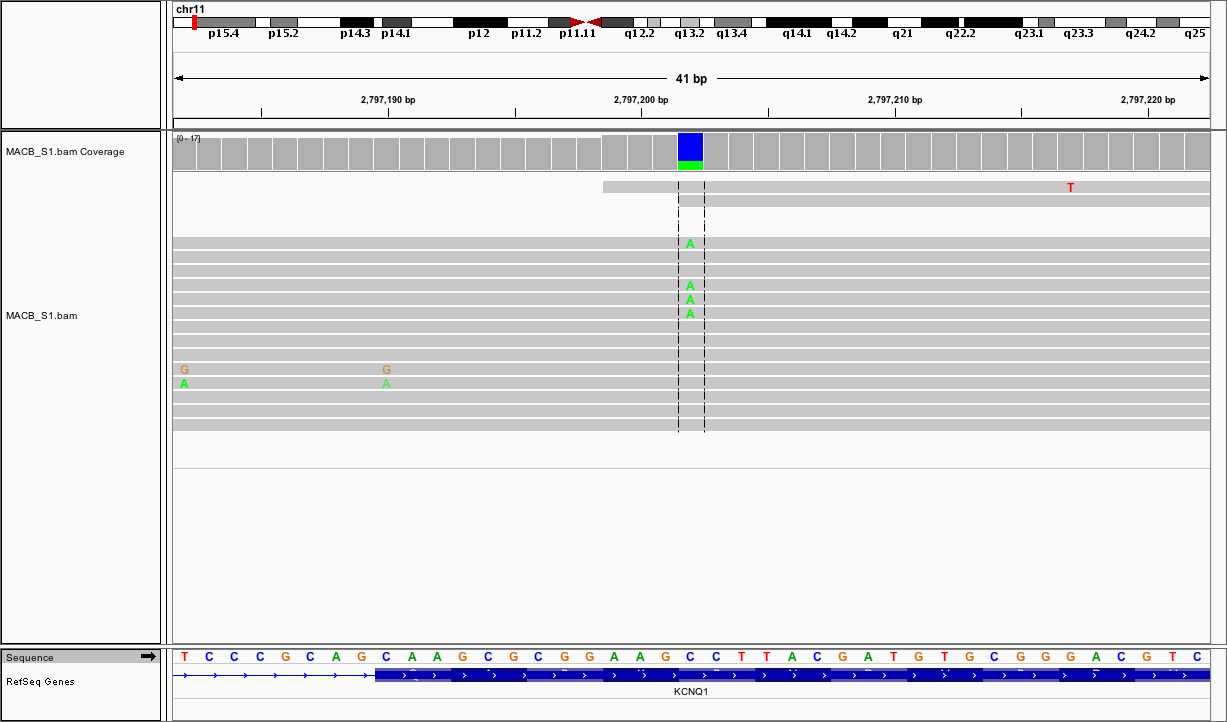 chr11
p15.4 p15.2 p14.3 p14.1 p12 p11.2 p11.11 q12.2 q13.2 q13.4 q14.1 q14.2 q21 q22.2 q23.1 q23.3 q24.2 q25
41 bp
2,797,190 bp 2,797,200 bp 2,797,210 bp 2,797,220 bp
[0 - 17]
MACB_S1.bam Coverage
T
A
A
A
MACB_S1.bam A
G G
A A
Sequence T C C C G C A G C A A G C G C G G A A G C C T T A C G A T G T G C G G G A C G T C
RefSeq Genes
KCNQ1